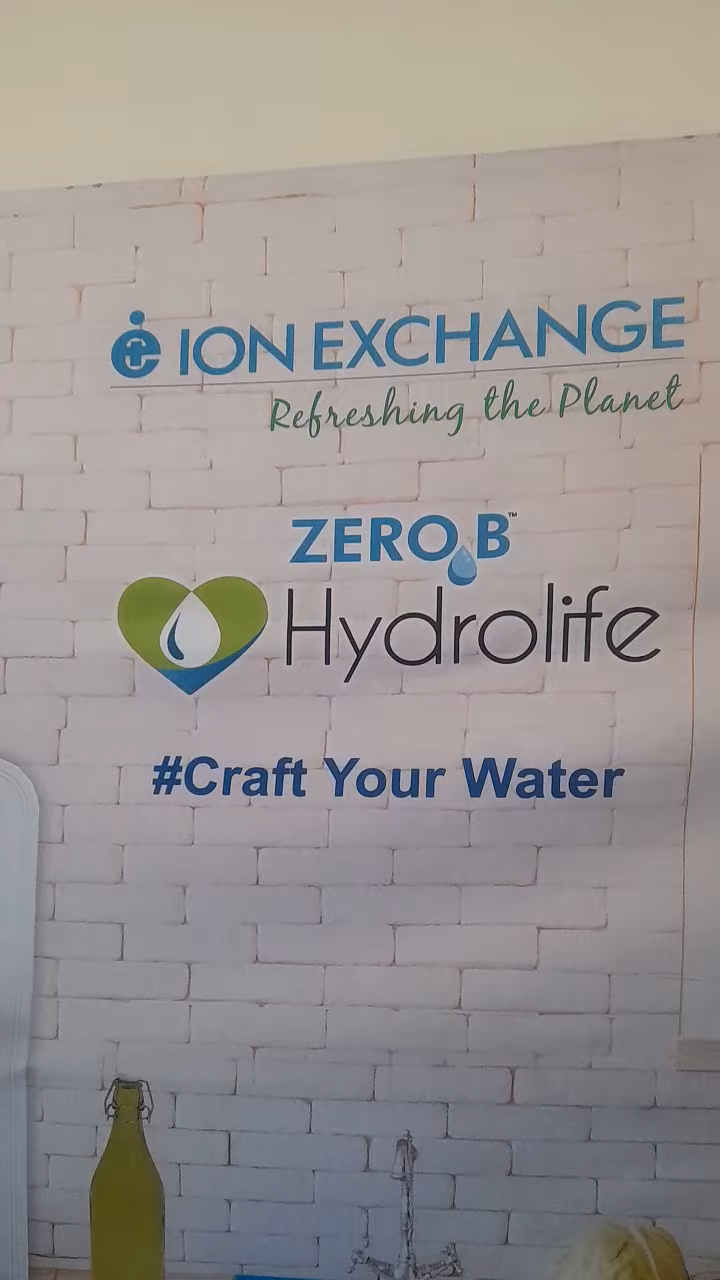 ION EXCHANGE
Refreshing the Planet
ZERO B™
Hydrolife
#Craft Your Water